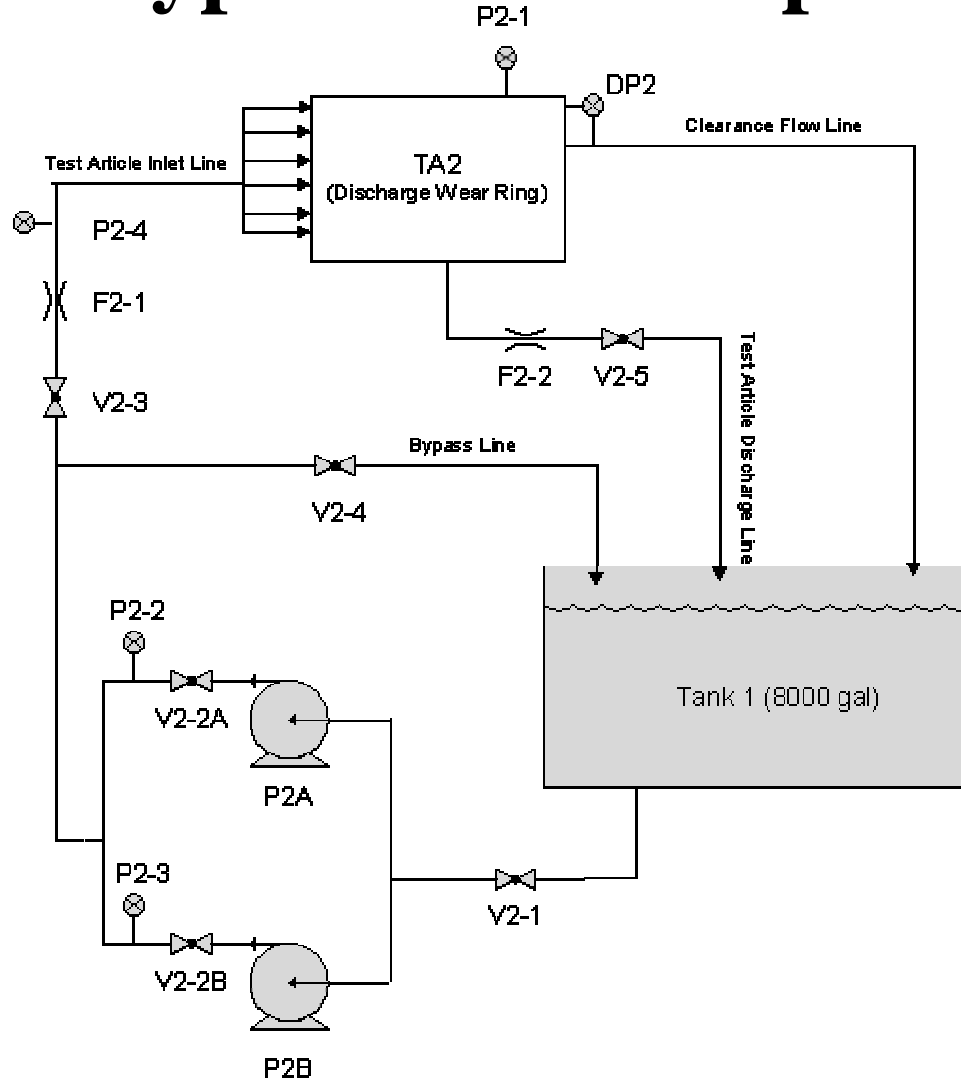 P2-1
DP2
Clearance Flow Line
TA2
(Discharge Wear Ring)
Test Article Inlet Line
P2-4
F2-1
F2-2
V2-5
Test Article Discharge Line
V2-3
Bypass Line
V2-4
P2-2
V2-2A
Tank 1 (8000 gal)
P2A
P2-3
V2-1
V2-2B
P2B